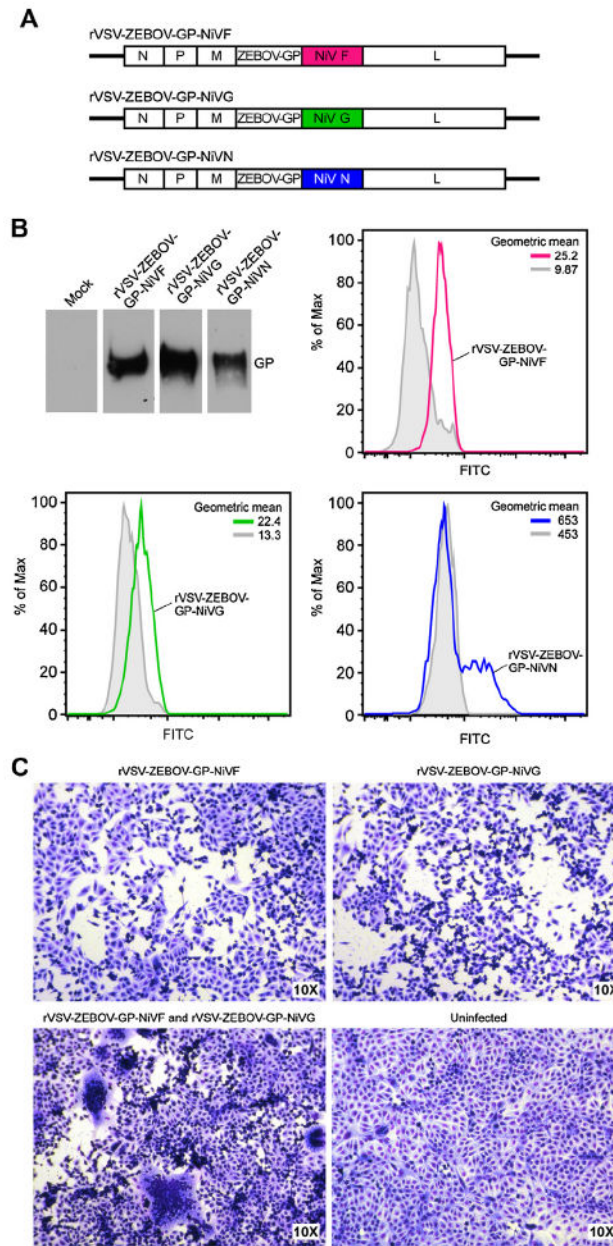 A
rVSV-ZEBOV-GP-NiVF
N P M ZEBOV-GP NiV F L
rVSV-ZEBOV-GP-NiVG
N P M ZEBOV-GP NiV G L
rVSV-ZEBOV-GP-NiVN
N P M ZEBOV-GP NiV N L
B
Mock
rVSV-ZEBOV-
GP-NiVF
rVSV-ZEBOV-
GP-NiVG
rVSV-ZEBOV-
GP-NiVN
GP
% of Max
100
80
60
40
20
0
Geometric mean
25.2
9.87
rVSV-ZEBOV-
GP-NiVF
FITC
% of Max
100
80
60
40
20
0
Geometric mean
22.4
13.3
rVSV-ZEBOV-
GP-NiVG
FITC
% of Max
100
80
60
40
20
0
Geometric mean
653
453
rVSV-ZEBOV-
GP-NiVN
FITC
C
rVSV-ZEBOV-GP-NiVF
10X
rVSV-ZEBOV-GP-NiVG
10X
rVSV-ZEBOV-GP-NiVF and rVSV-ZEBOV-GP-NiVG
10X
Uninfected
10X